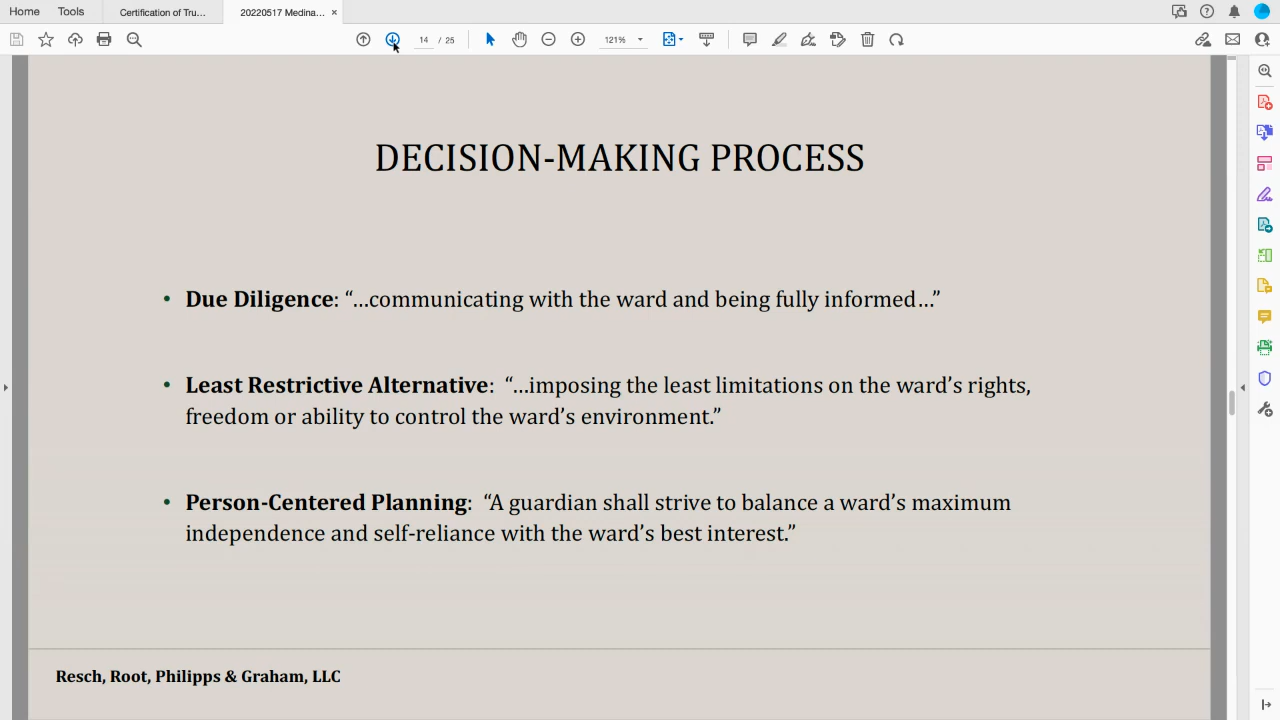 Home Tools Certification of Tru... 20220517 Medina... ×
14 / 25 121%
DECISION-MAKING PROCESS
• Due Diligence: “...communicating with the ward and being fully informed...”
• Least Restrictive Alternative: “...imposing the least limitations on the ward’s rights,
freedom or ability to control the ward’s environment.”
• Person-Centered Planning: “A guardian shall strive to balance a ward’s maximum
independence and self-reliance with the ward’s best interest.”
Resch, Root, Philipps & Graham, LLC